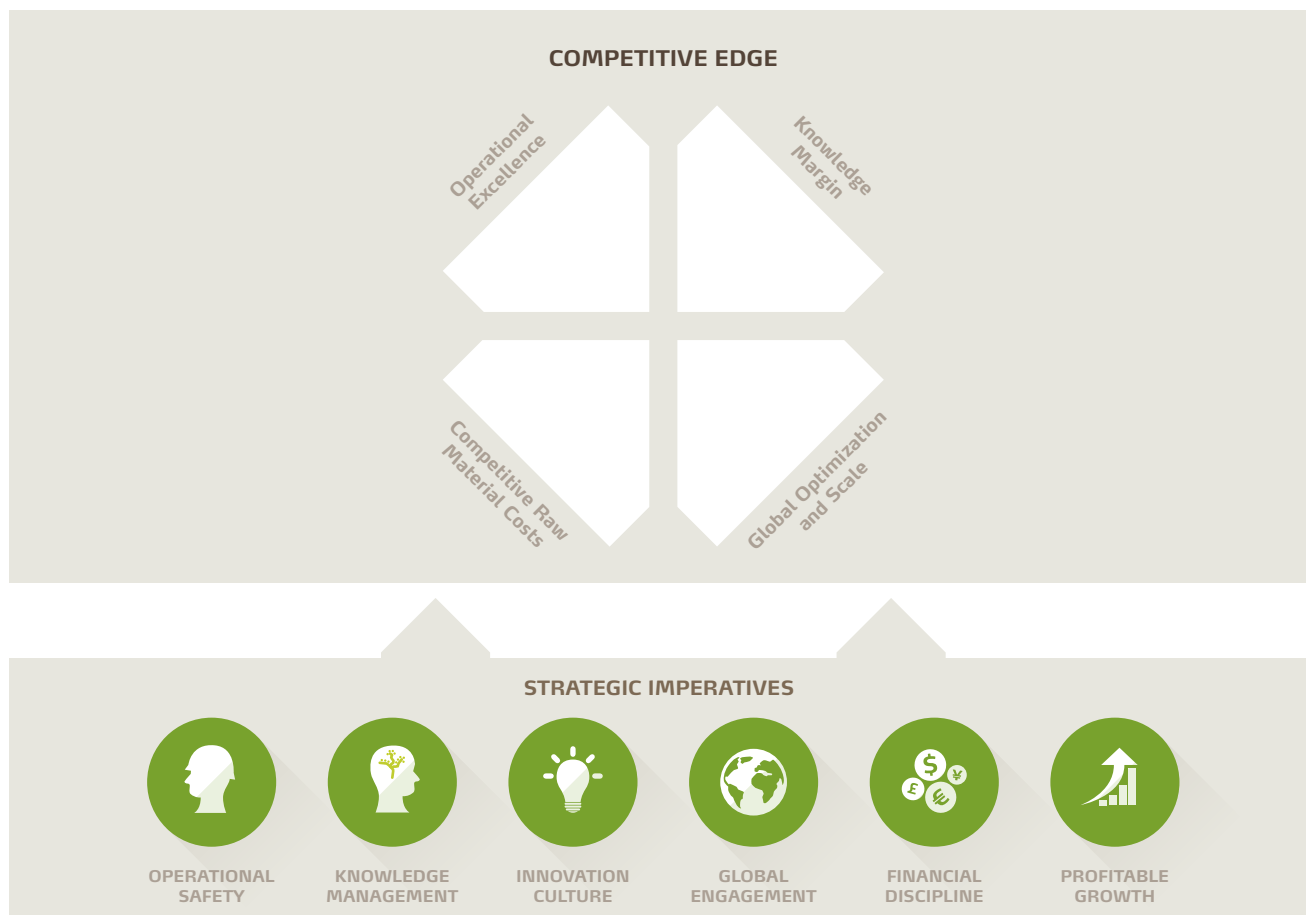 COMPETITIVE EDGE
Operational
Excellence
Knowledge
Margin
Competitive Raw
Material Costs
Global Optimization
and Scale
STRATEGIC IMPERATIVES
$
¥
£
€
OPERATIONAL
SAFETY
KNOWLEDGE
MANAGEMENT
INNOVATION
CULTURE
GLOBAL
ENGAGEMENT
FINANCIAL
DISCIPLINE
PROFITABLE
GROWTH